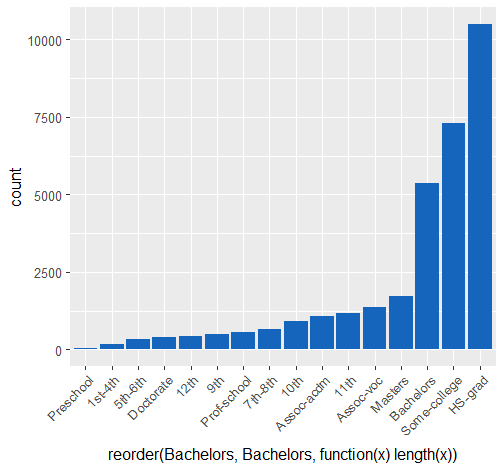 10000
7500
5000
2500
0
count
Preschool
1st-4th
5th-6th
Doctorate
12th
9th
Prof-school
7th-8th
10th
Assoc-acdm
11th
Assoc-voc
Masters
Bachelors
Some-college
HS-grad
reorder(Bachelors, Bachelors, function(x) length(x))